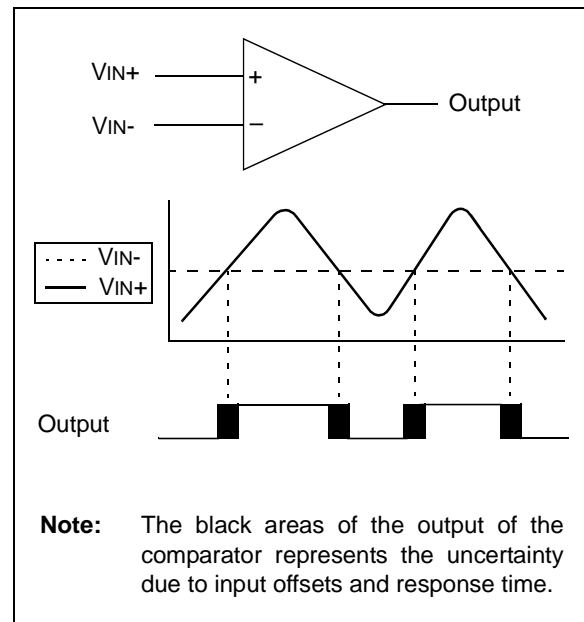 VIN+
+
Output
VIN-
−
VIN-
VIN+
Output
Note: The black areas of the output of the
comparator represents the uncertainty
due to input offsets and response time.